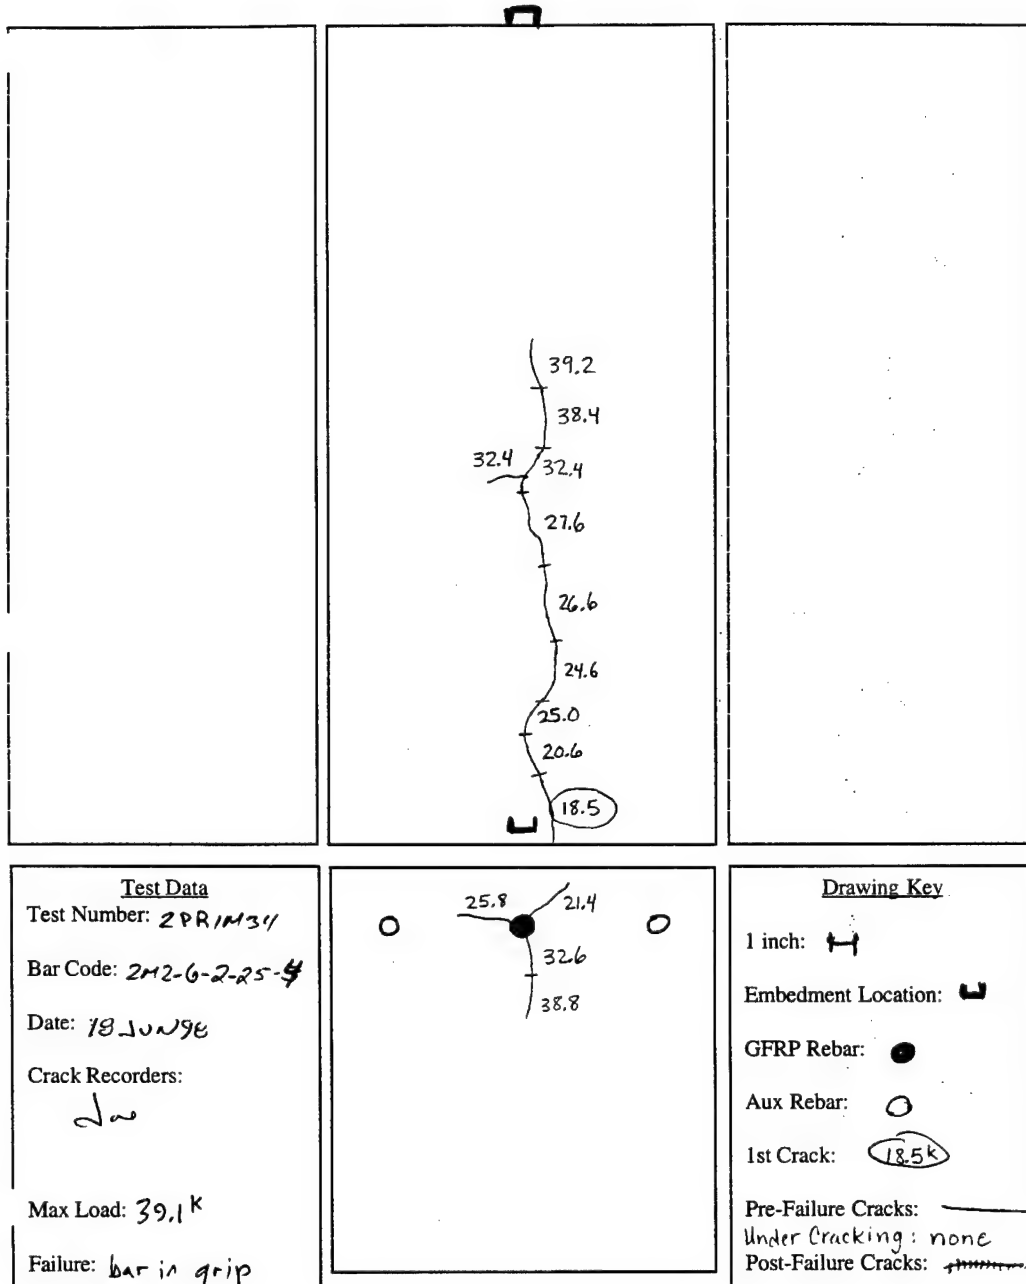 39.2
38.4
32.4 32.4
27.6
26.6
24.6
25.0
20.6
18.5
Test Data
Test Number: 2PR1M34
Bar Code: 2M2-6-2-25-
Date: 18 JUN98
Crack Recorders:
Max Load: 39.1 K
Failure: bar in grip
25.8 21.4
32.6
38.8
Drawing Key
1 inch:
Embedment Location:
GFRP Rebar:
Aux Rebar:
1st Crack: 18.5k
Pre-Failure Cracks:
Under Cracking: none
Post-Failure Cracks: